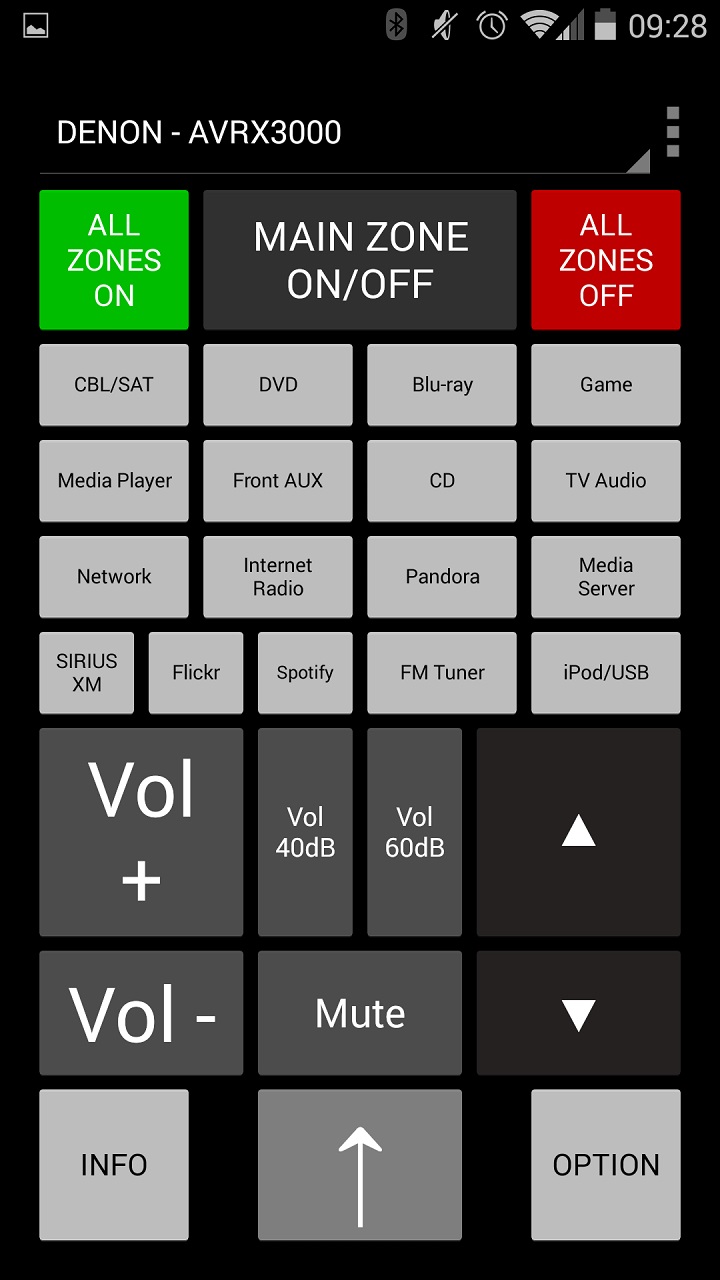 09:28
DENON - AVRX3000
ALL
ZONES
ON
MAIN ZONE
ON/OFF
ALL
ZONES
OFF
CBL/SAT
DVD
Blu-ray
Game
Media Player
Front AUX
CD
TV Audio
Network
Internet
Radio
Pandora
Media
Server
SIRIUS
XM
Flickr
Spotify
FM Tuner
iPod/USB
Vol
+
Vol
40dB
Vol
60dB
▲
Vol -
Mute
▼
INFO
↑
OPTION